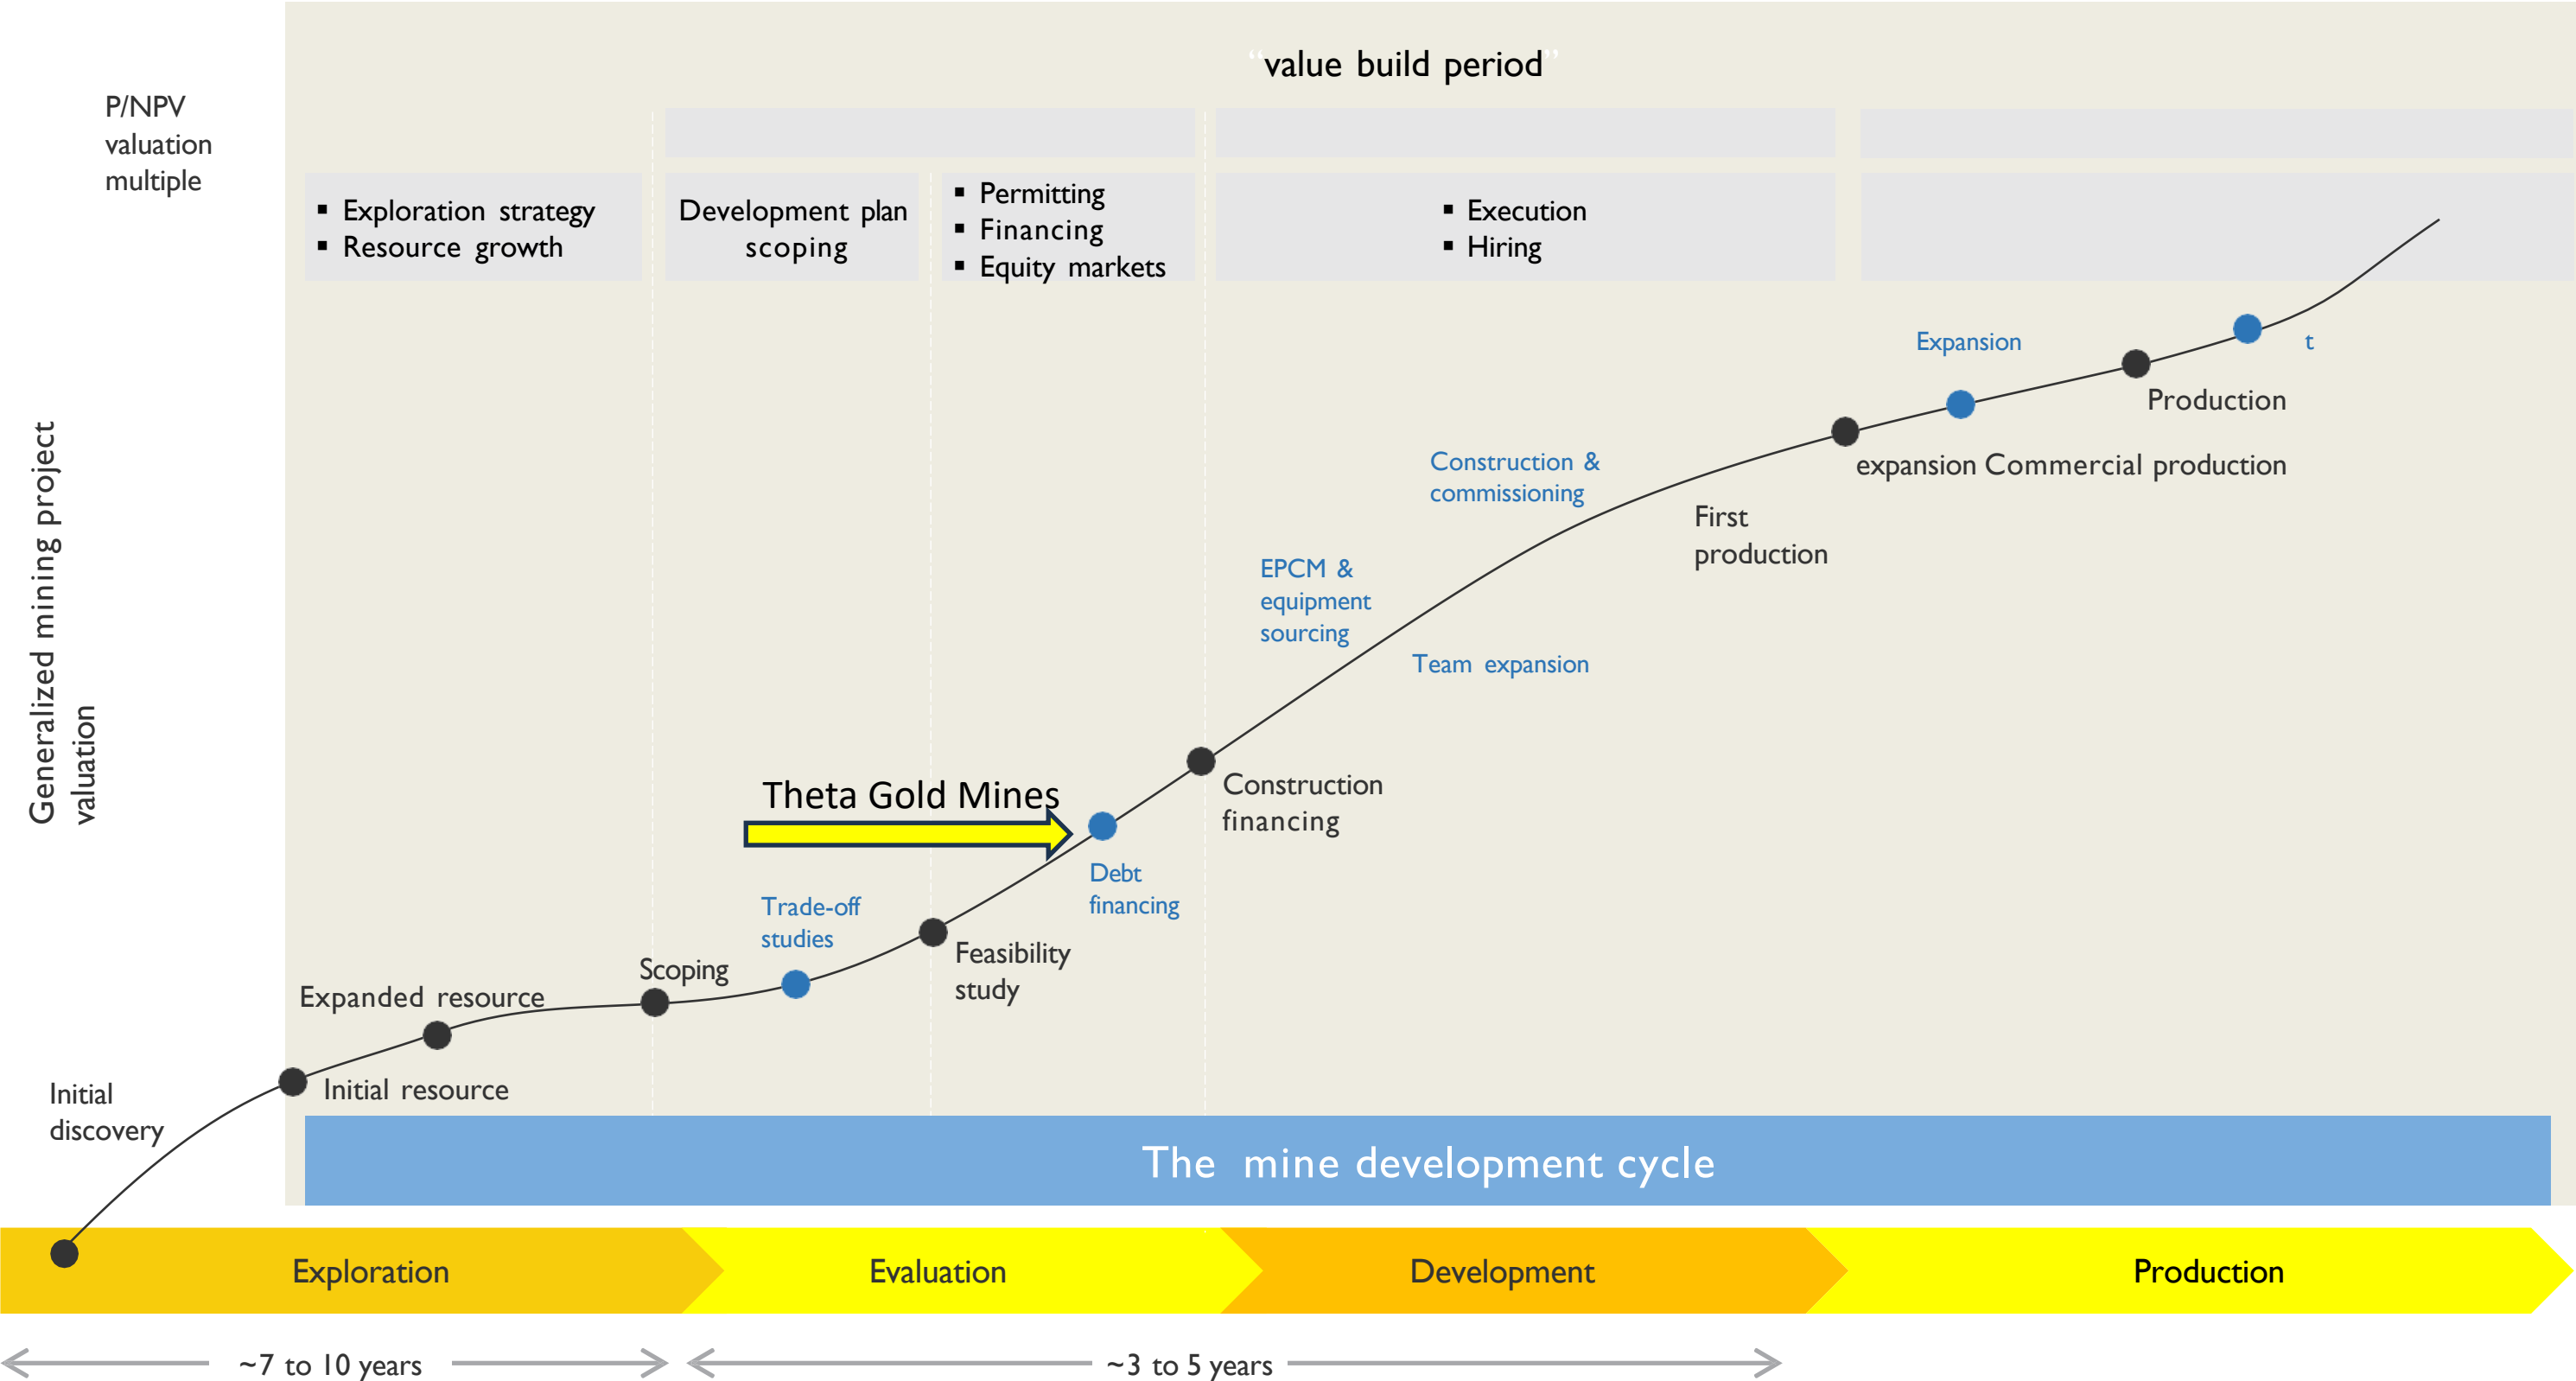 “value build period”
P/NPV
valuation
multiple
▪ Exploration strategy
▪ Resource growth
Development plan
scoping
▪ Permitting
▪ Financing
▪ Equity markets
▪ Execution
▪ Hiring
Generalized mining project
valuation
Expansion
t
Production
expansion Commercial production
Construction &
commissioning
First
production
EPCM &
equipment
sourcing
Team expansion
Theta Gold Mines
Construction
financing
Debt
financing
Trade-off
studies
Feasibility
study
Scoping
Expanded resource
Initial resource
Initial
discovery
The mine development cycle
Exploration
Evaluation
Development
Production
~7 to 10 years
~3 to 5 years